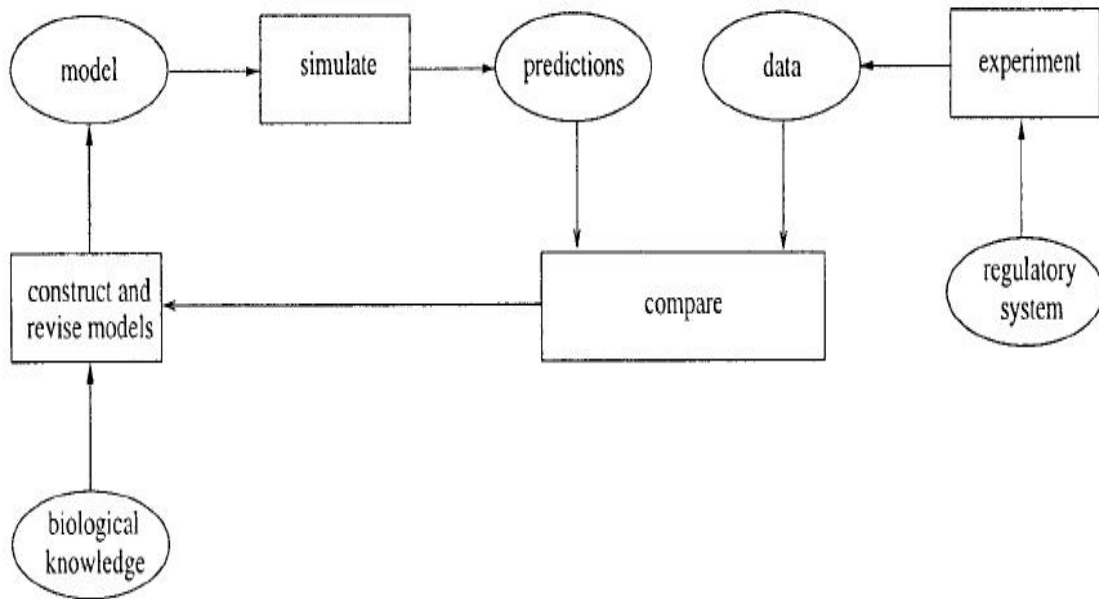 model
simulate
predictions
data
experiment
construct and
revise models
compare
regulatory
system
biological
knowledge